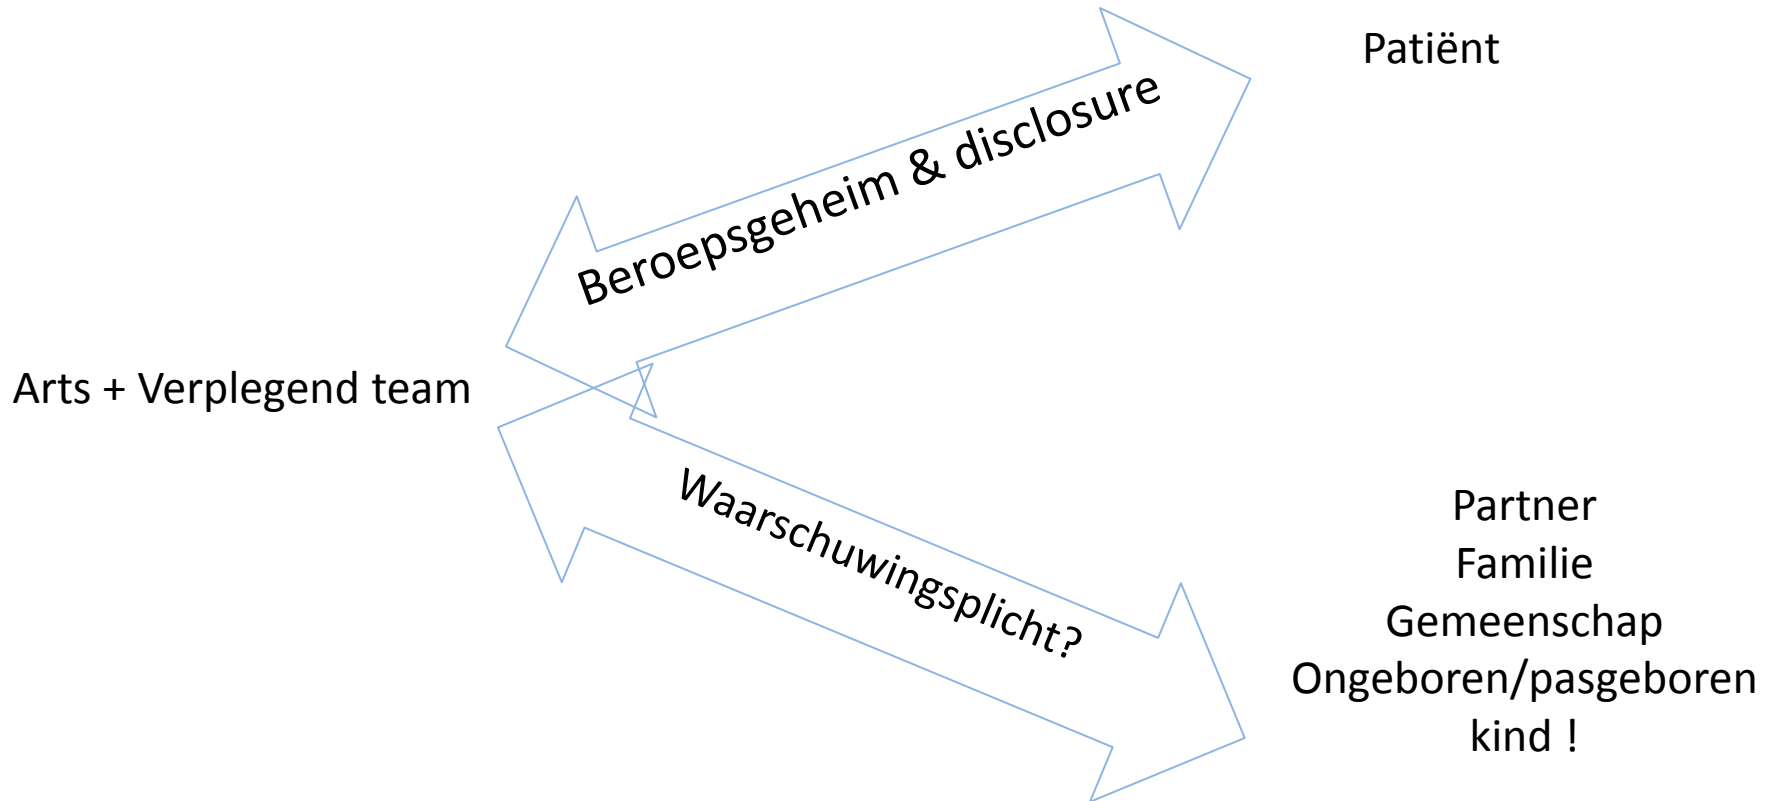 Patiënt
Beroepsgeheim & disclosure
Arts + Verplegend team
Waarschuwingsplicht?
Partner
Familie
Gemeenschap
Ongeboren/pasgeboren
kind !